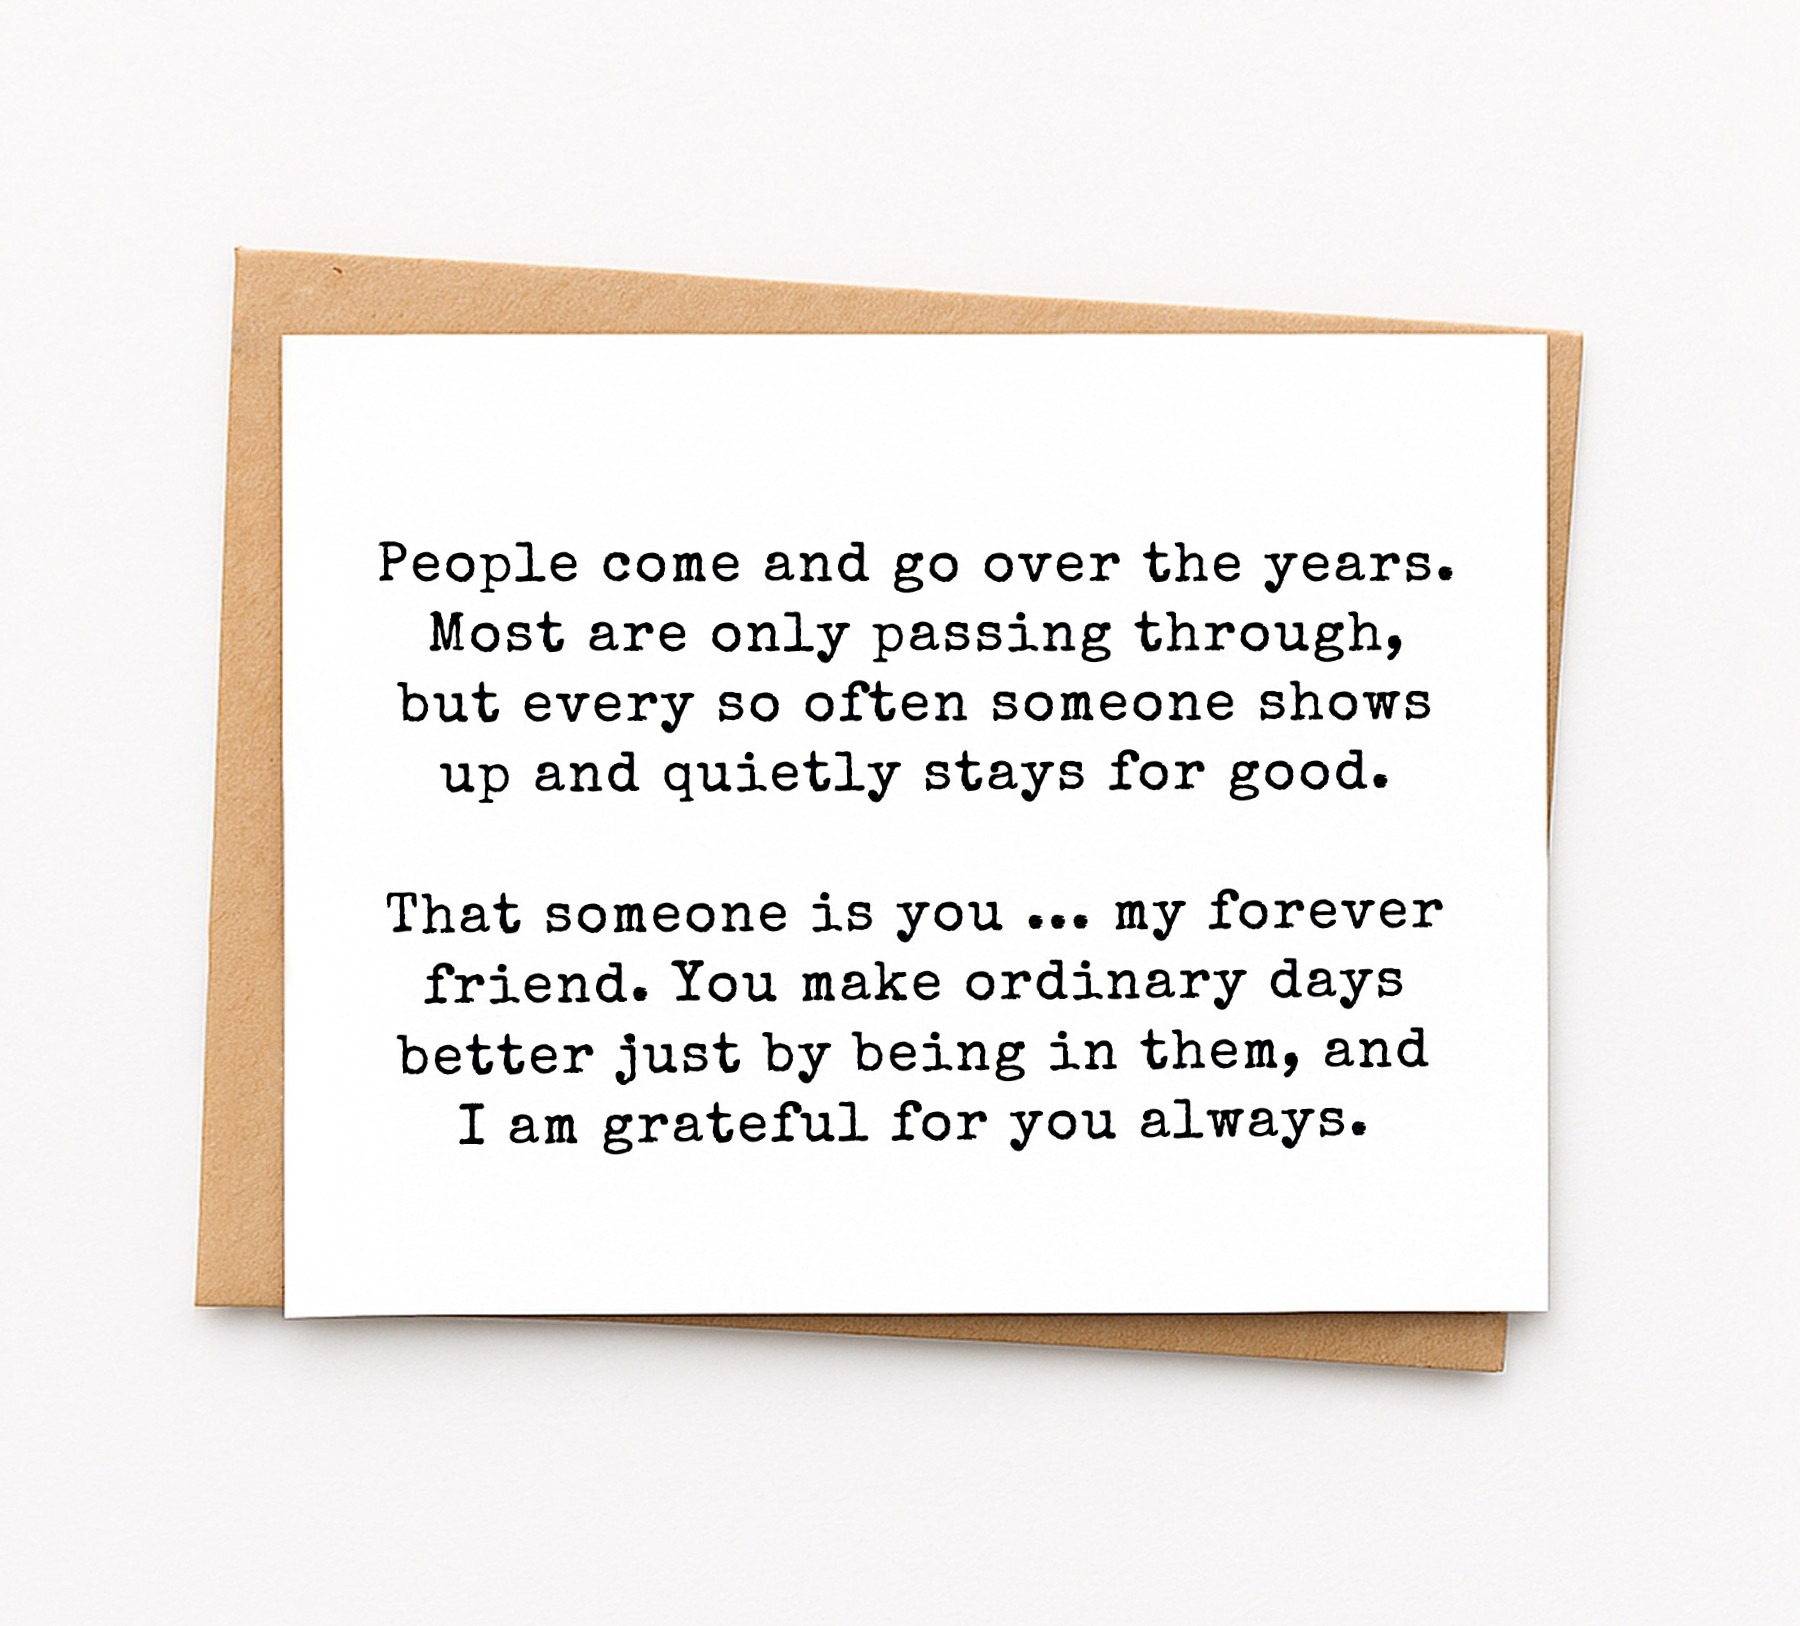 People come and go over the years.
Most are only passing through,
but every so often someone shows
up and quietly stays for good.
That someone is you ... my forever
friend. You make ordinary days
better just by being in them, and
I am grateful for you always.